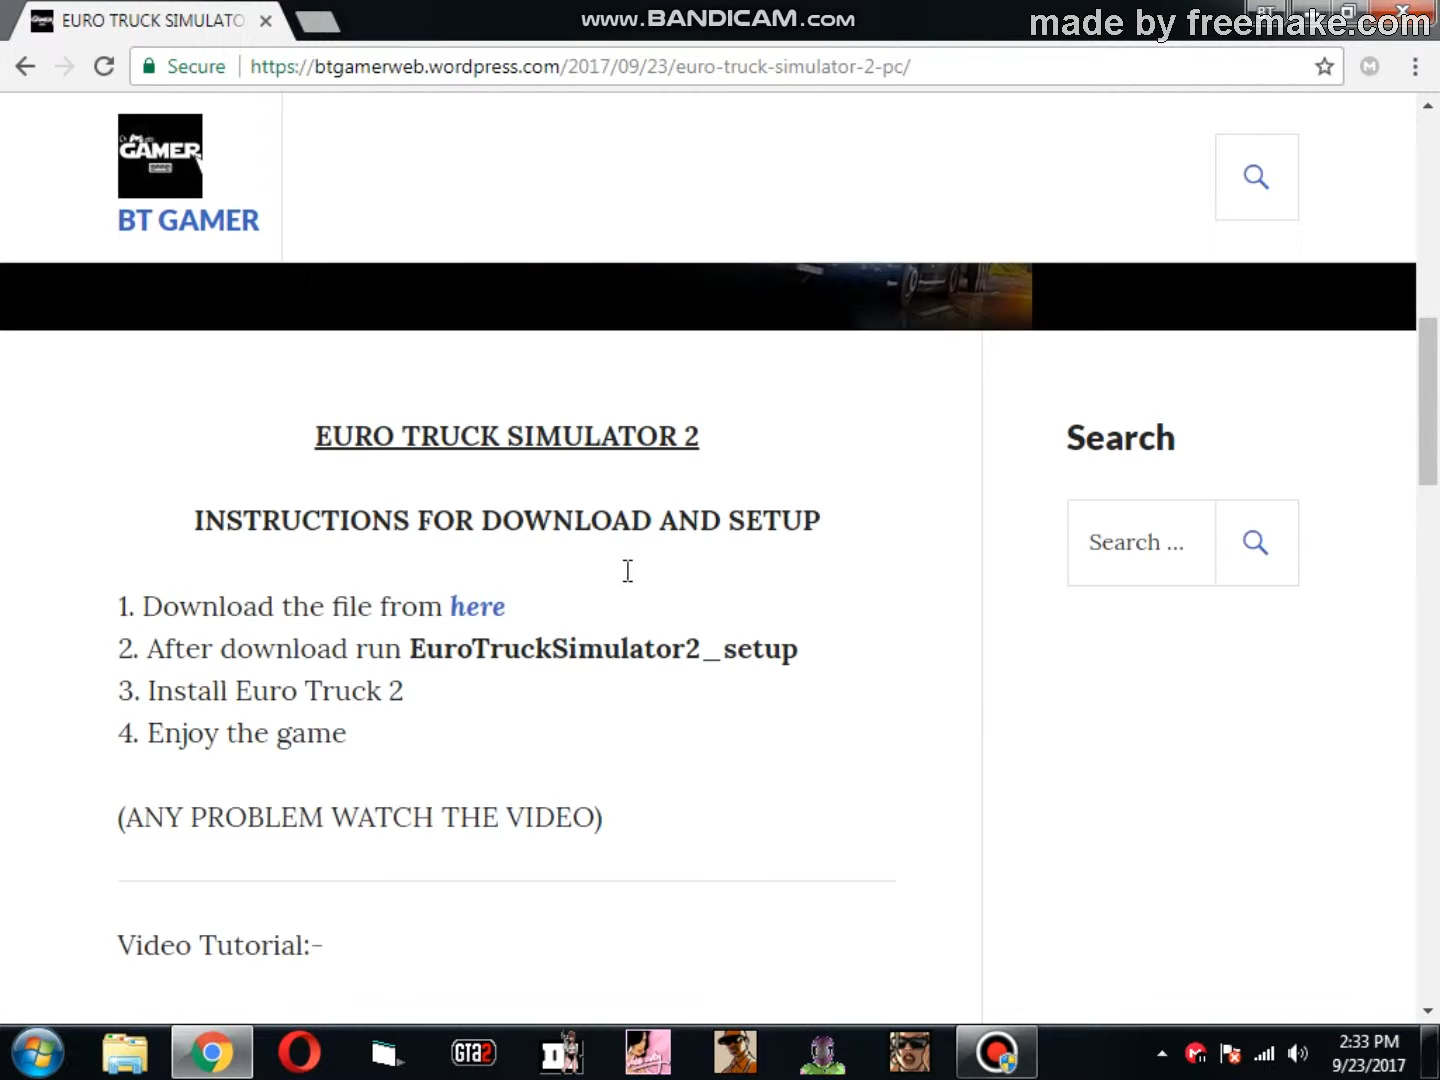 EURO TRUCK SIMULATO
www.BANDICAM.com
BT
made by freemake.com
Secure
https://btgamerweb.wordpress.com/2017/09/23/euro-truck-simulator-2-pc/
GAMER
BT GAMER
EURO TRUCK SIMULATOR 2
INSTRUCTIONS FOR DOWNLOAD AND SETUP
1. Download the file from here
2. After download run EuroTruckSimulator2_setup
3. Install Euro Truck 2
4. Enjoy the game
(ANY PROBLEM WATCH THE VIDEO)
Video Tutorial:-
Search
Search ...
GTA2
2:33 PM
9/23/2017